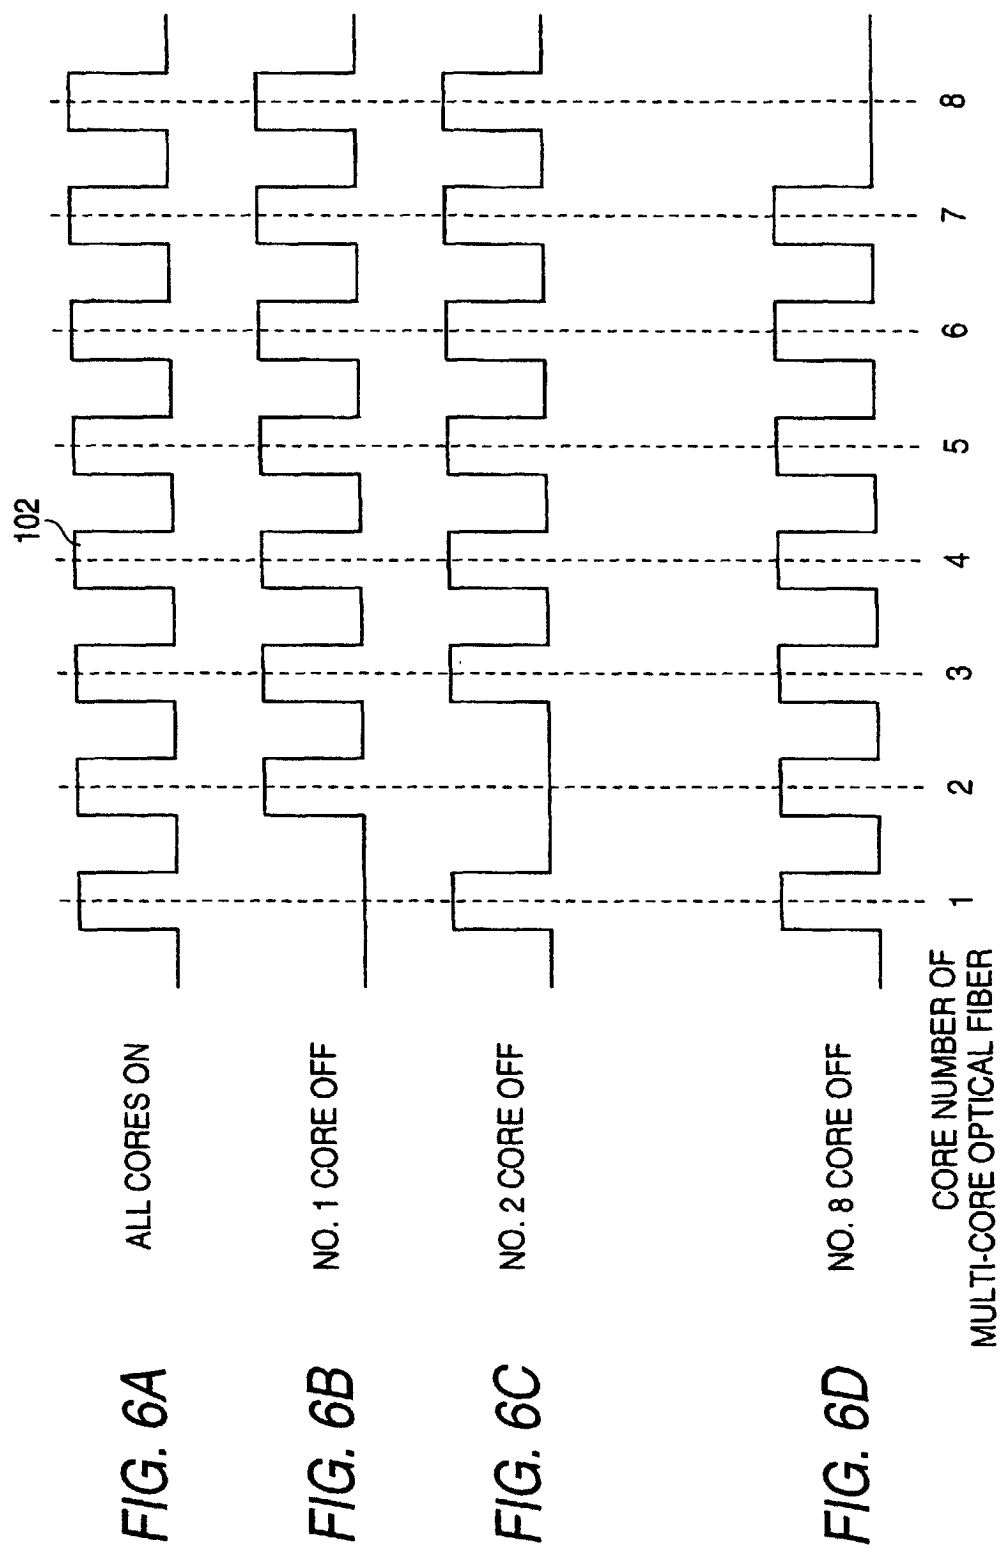 102
FIG. 6A
ALL CORES ON
FIG. 6B
NO. 1 CORE OFF
FIG. 6C
NO. 2 CORE OFF
FIG. 6D
NO. 8 CORE OFF
CORE NUMBER OF
MULTI-CORE OPTICAL FIBER
1 2 3 4 5 6 7 8